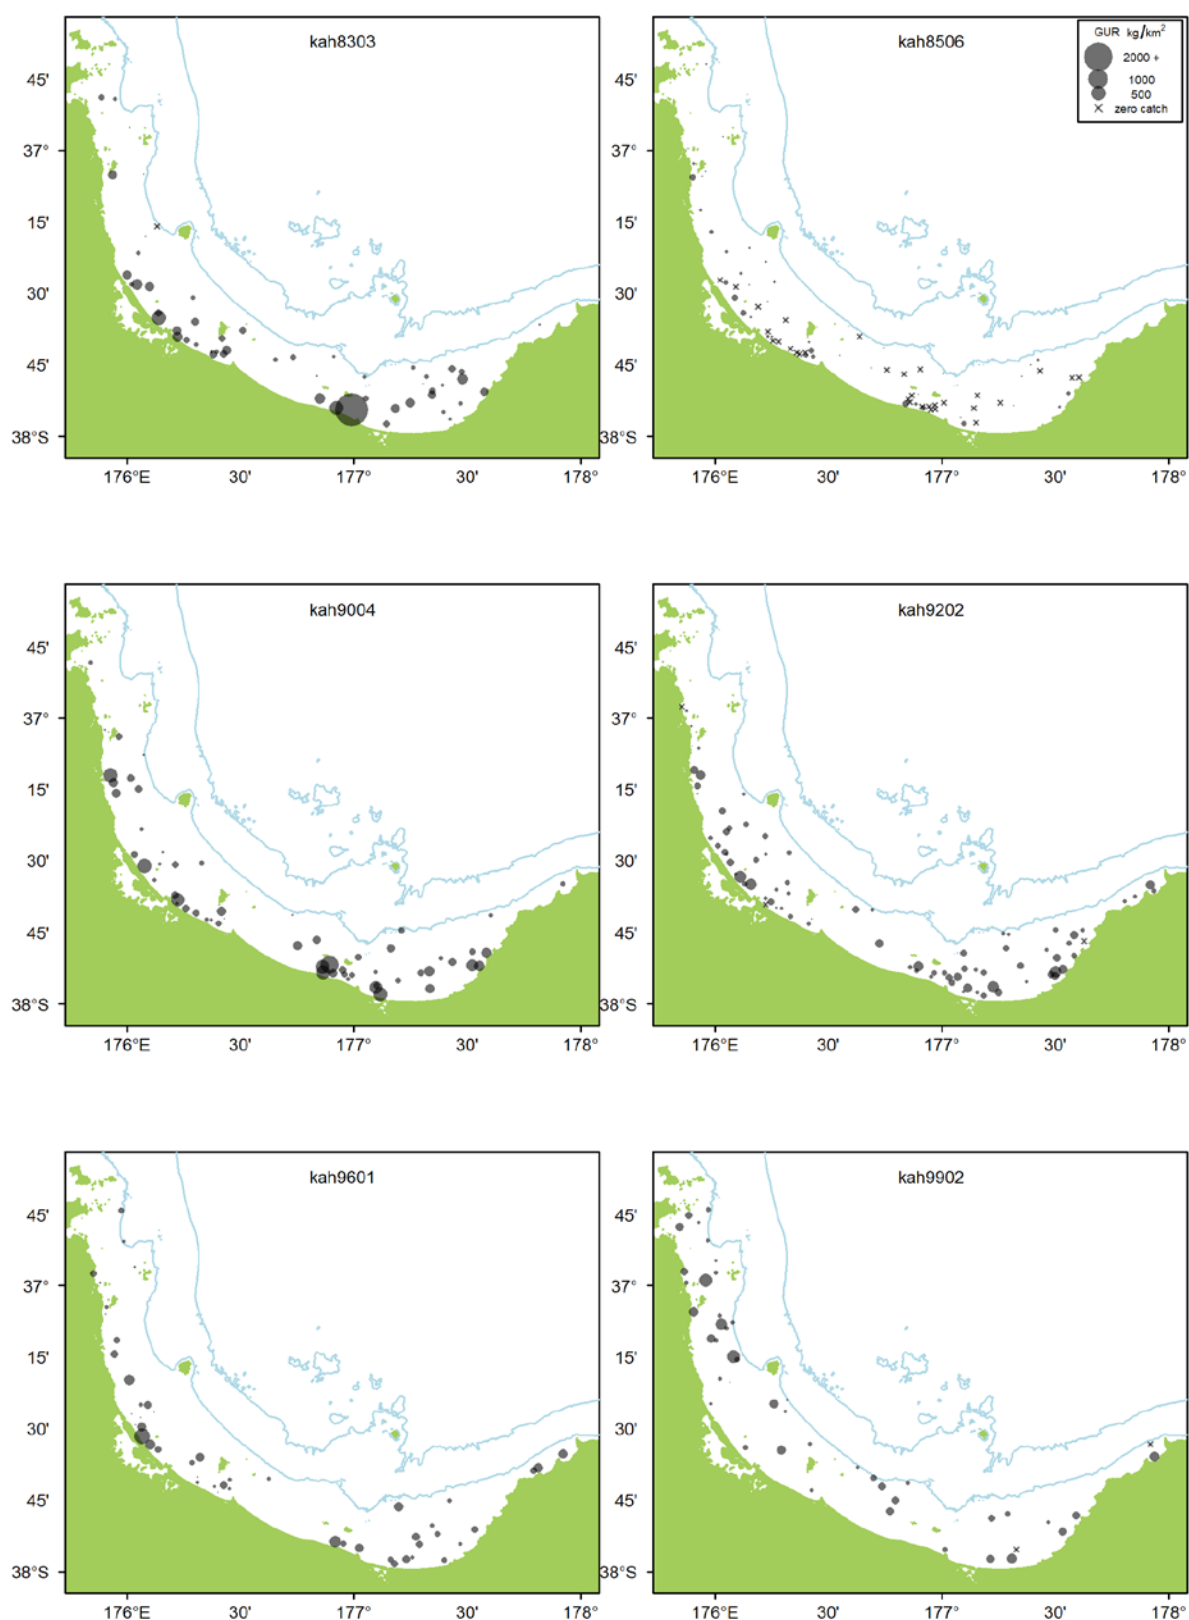 kah8303
kah8506
GUR kg/km²
2000 +
1000
500
× zero catch
45'
37°
15'
30'
45'
38°S
45'
37°
15'
30'
45'
38°S
176°E 30' 177° 30' 178°
176°E 30' 177° 30' 178°
kah9004
kah9202
45'
37°
15'
30'
45'
38°S
45'
37°
15'
30'
45'
38°S
176°E 30' 177° 30' 178°
176°E 30' 177° 30' 178°
kah9601
kah9902
45'
37°
15'
30'
45'
38°S
45'
37°
15'
30'
45'
38°S
176°E 30' 177° 30' 178°
176°E 30' 177° 30' 178°